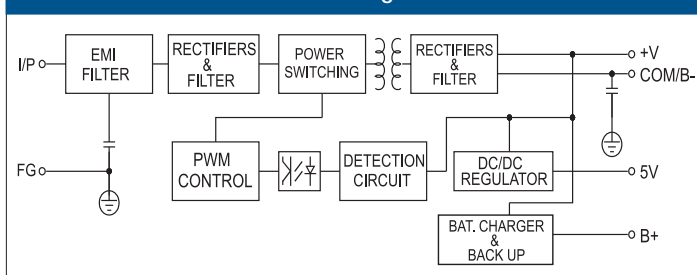 I/P
EMI
FILTER
RECTIFIERS
&
FILTER
POWER
SWITCHING
RECTIFIERS
&
FILTER
+V
COM/B-
FG
PWM
CONTROL
DETECTION
CIRCUIT
DC/DC
REGULATOR
5V
BAT. CHARGER
&
BACK UP
B+